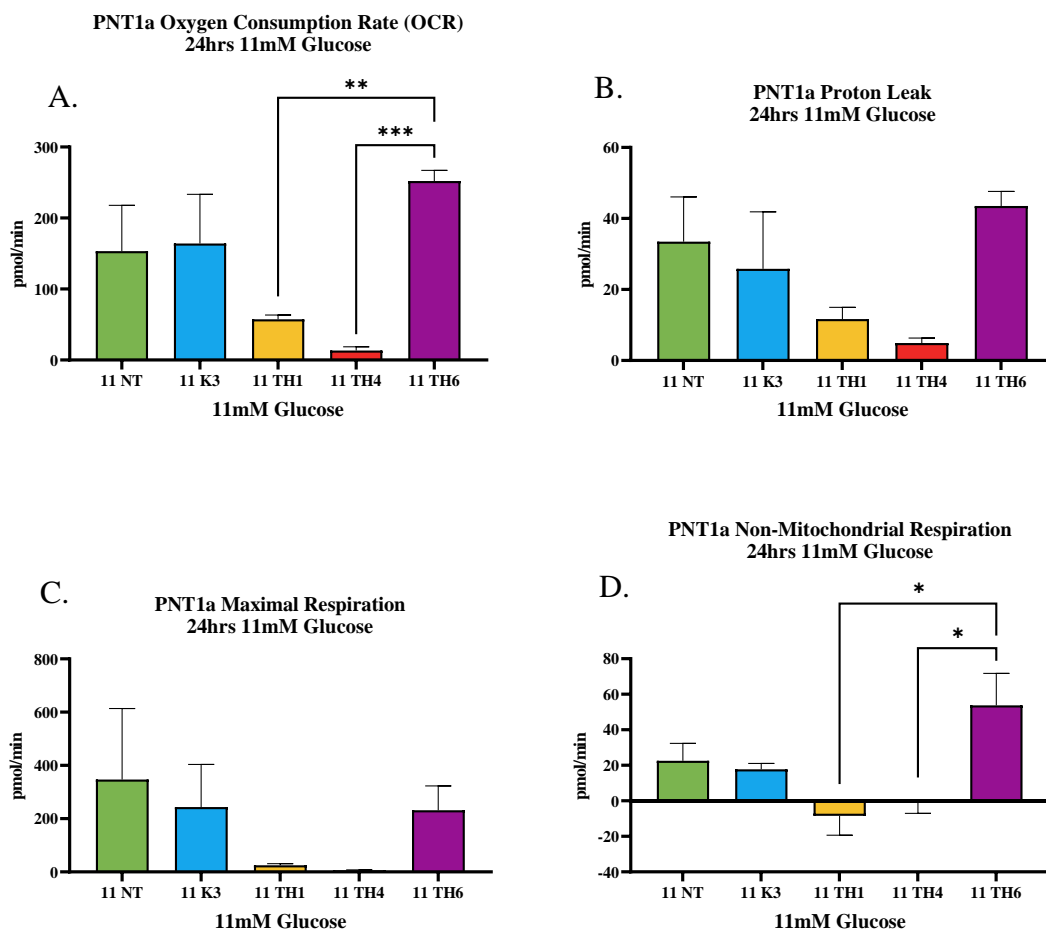 PNT1a Oxygen Consumption Rate (OCR)
24hrs 11mM Glucose
A.
**
***
300
200
100
0
pmol/min
11 NT 11 K3 11 TH1 11 TH4 11 TH6
11mM Glucose
B.
PNT1a Proton Leak
24hrs 11mM Glucose
60
40
20
0
pmol/min
11 NT 11 K3 11 TH1 11 TH4 11 TH6
11mM Glucose
C.
PNT1a Maximal Respiration
24hrs 11mM Glucose
800
600
400
200
0
pmol/min
11 NT 11 K3 11 TH1 11 TH4 11 TH6
11mM Glucose
PNT1a Non-Mitochondrial Respiration
24hrs 11mM Glucose
D.
*
*
80
60
40
20
0
-20
-40
pmol/min
11 NT 11 K3 11 TH1 11 TH4 11 TH6
11mM Glucose